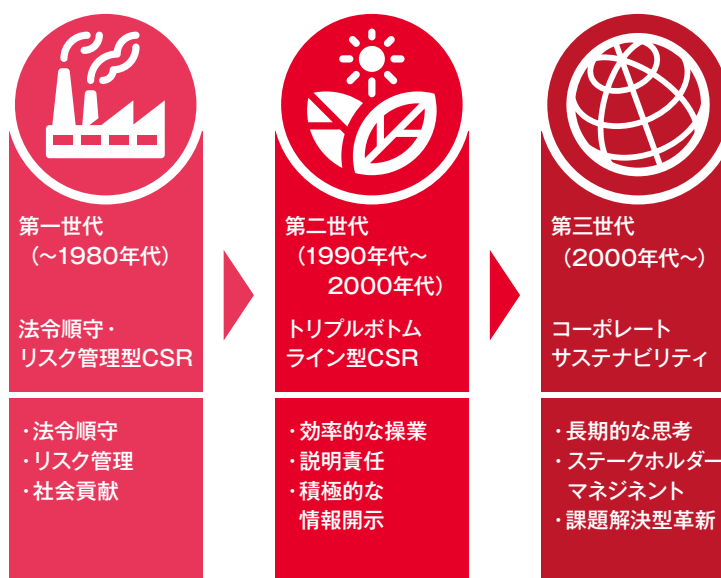 第一世代
（〜1980年代）
法令順守・
リスク管理型CSR
・法令順守
・リスク管理
・社会貢献
第二世代
（1990年代〜
2000年代）
トリプルボトム
ライン型CSR
・効率的な操業
・説明責任
・積極的な
情報開示
第三世代
（2000年代〜）
コーポレート
サステナビリティ
・長期的な思考
・ステークホルダー
マネジネント
・課題解決型革新